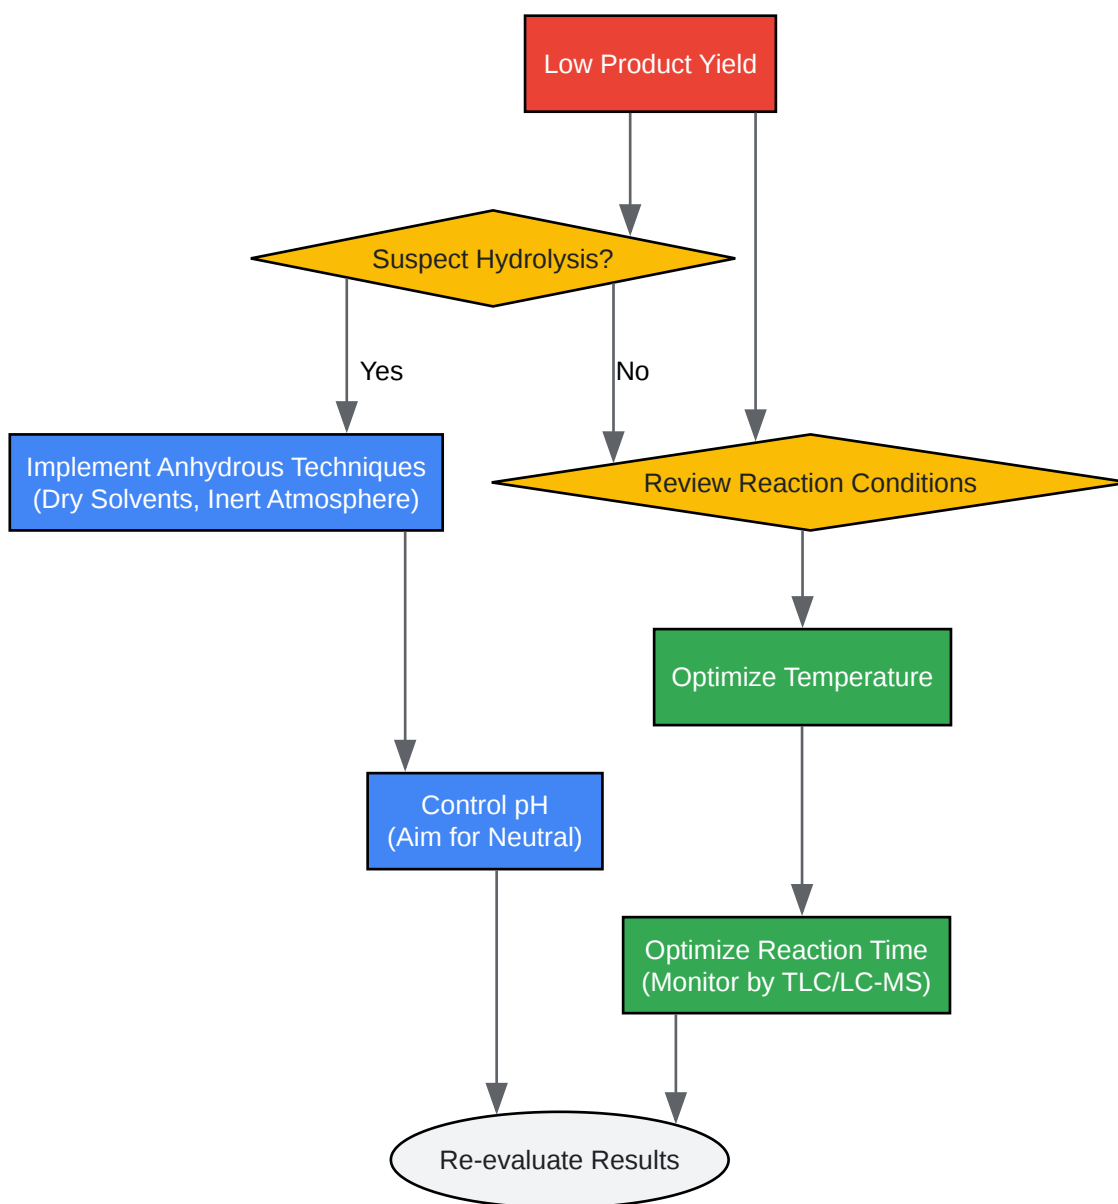 Low Product Yield
Suspect Hydrolysis?
Yes
No
Implement Anhydrous Techniques
(Dry Solvents, Inert Atmosphere)
Review Reaction Conditions
Optimize Temperature
Control pH
(Aim for Neutral)
Optimize Reaction Time
(Monitor by TLC/LC-MS)
Re-evaluate Results